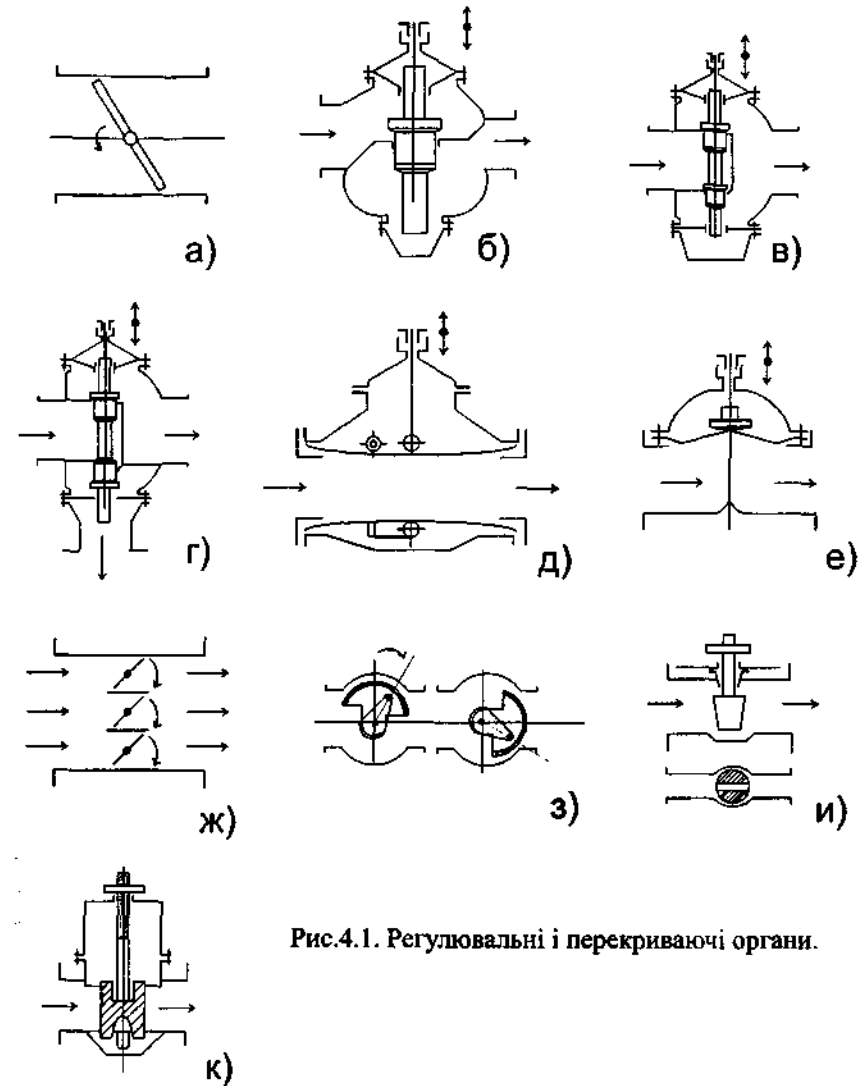 а)
б)
в)
г)
д)
е)
ж)
з)
и)
к)
Рис.4.1. Регулювальні і перекриваючі органи.